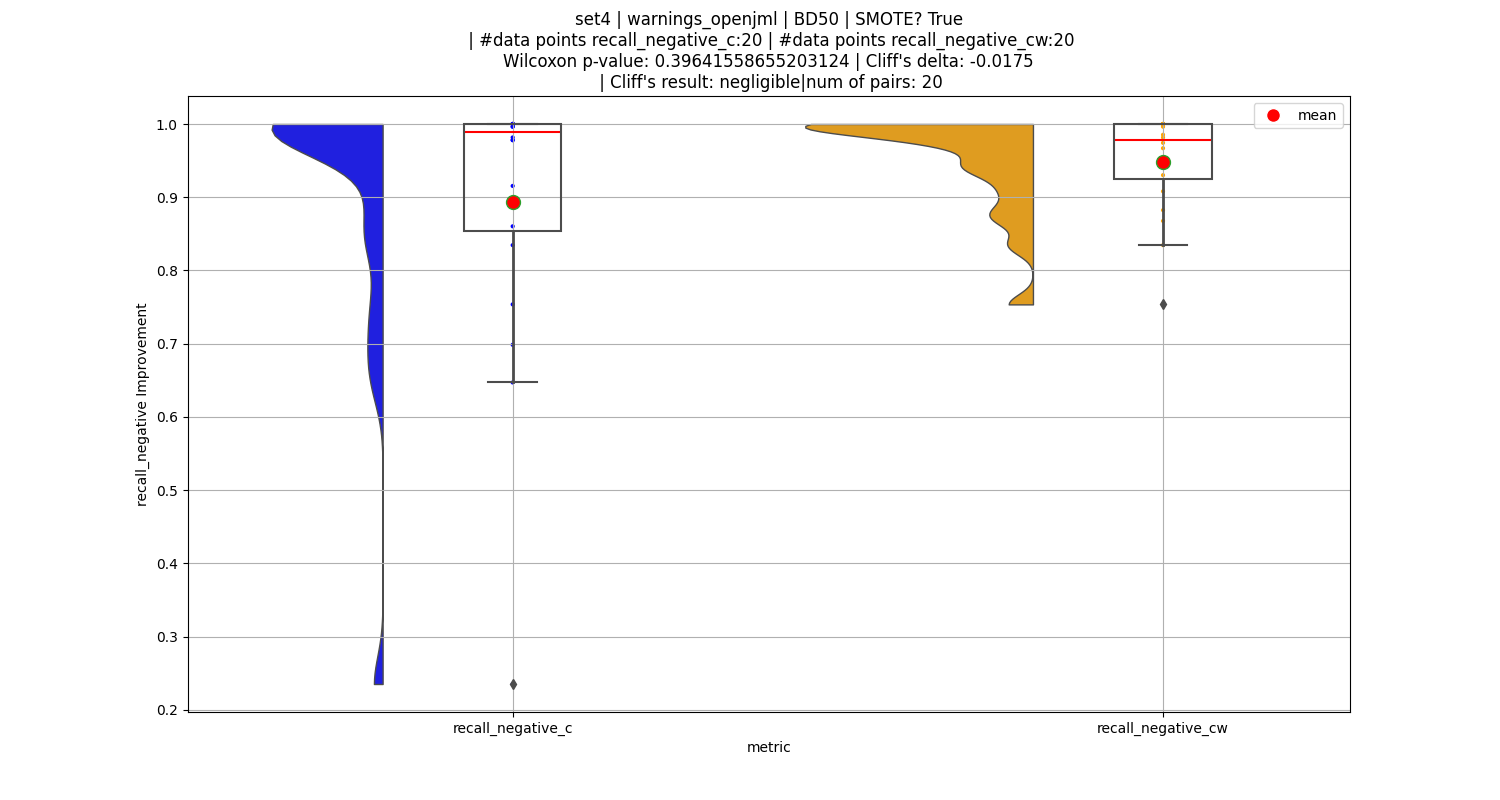 set4 | warnings_openjml | BD50 | SMOTE? True
| #data points recall_negative_c:20 | #data points recall_negative_cw:20
Wilcoxon p-value: 0.39641558655203124 | Cliff's delta: -0.0175
| Cliff's result: negligible|num of pairs: 20
mean
1.0
0.9
0.8
0.7
0.6
0.5
0.4
0.3
0.2
recall_negative Improvement
recall_negative_c
recall_negative_cw
metric